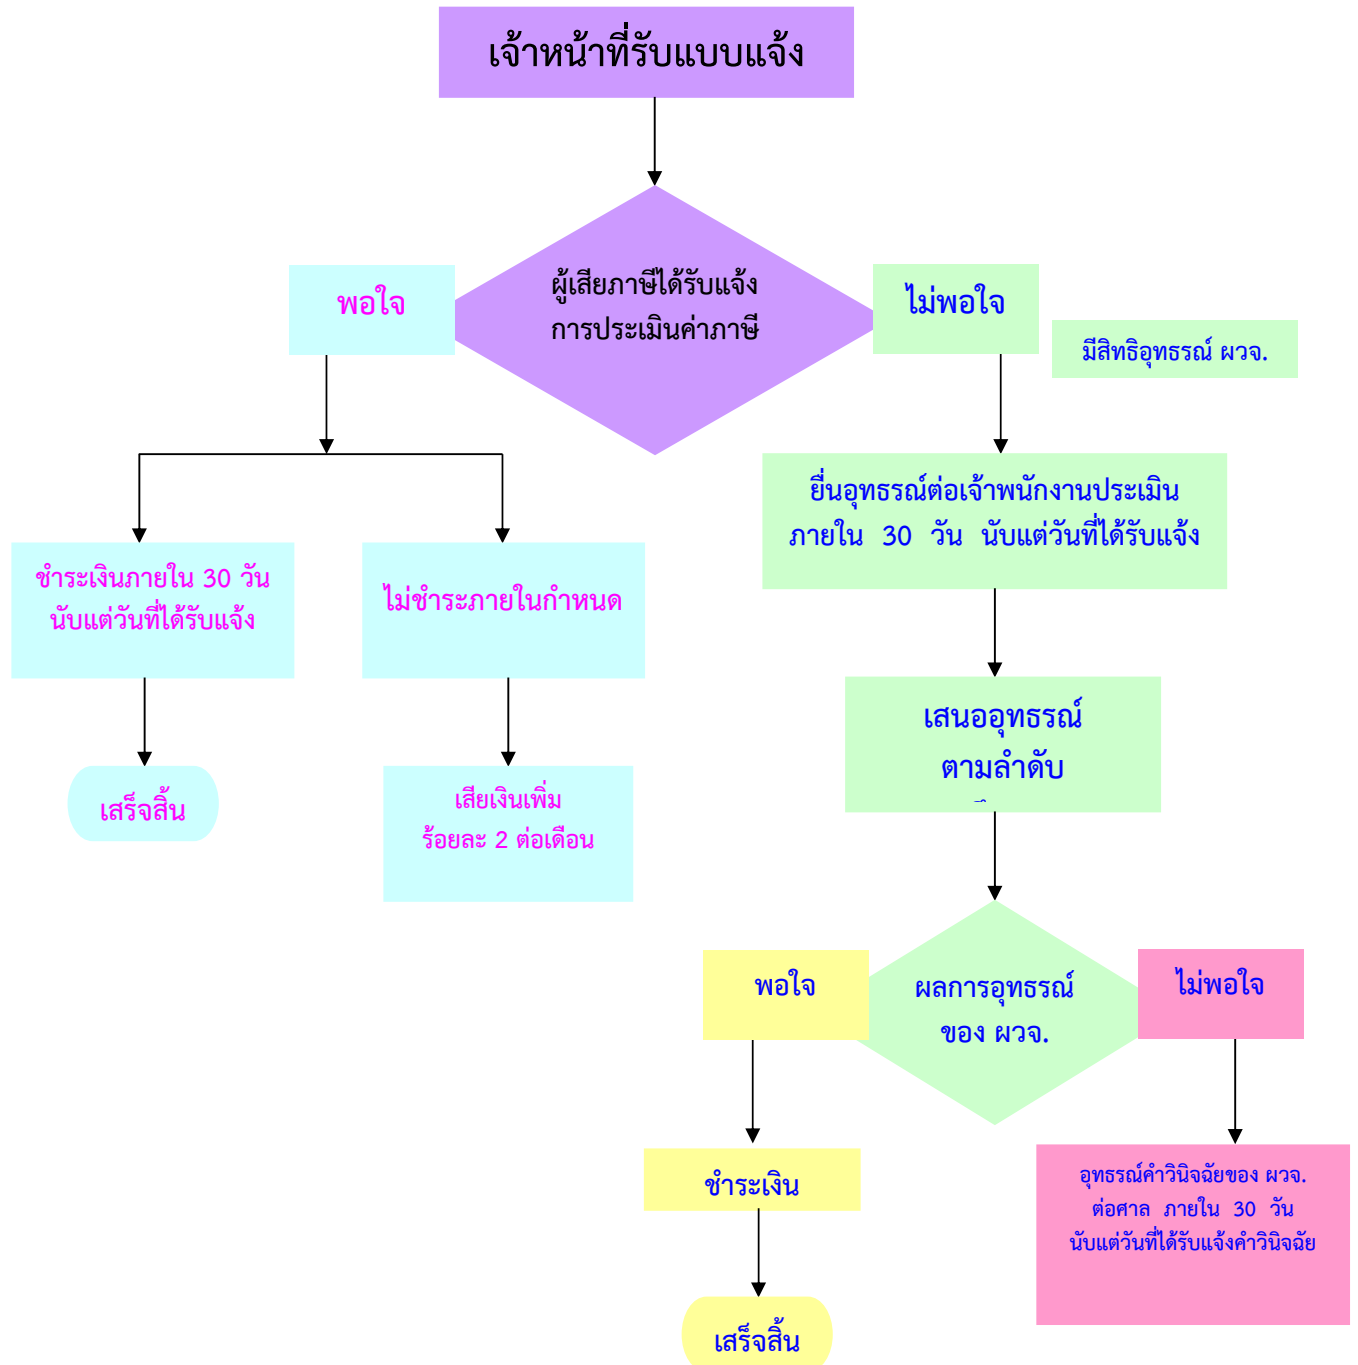 เจ้าหน้าที่รับแบบแจ้ง
ผู้เสียภาษีได้รับแจ้ง
การประเมินค่าภาษี
พอใจ
ไม่พอใจ
มีสิทธิอุทธรณ์ ผวจ.
ยื่นอุทธรณ์ต่อเจ้าพนักงานประเมิน
ภายใน 30 วัน นับแต่วันที่ได้รับแจ้ง
ชำระเงินภายใน 30 วัน
นับแต่วันที่ได้รับแจ้ง
ไม่ชำระภายในกำหนด
เสนออุทธรณ์
ตามลำดับ
เสร็จสิ้น
เสียเงินเพิ่ม
ร้อยละ 2 ต่อเดือน
พอใจ
ผลการอุทธรณ์
ของ ผวจ.
ไม่พอใจ
ชำระเงิน
อุทธรณ์คำวินิจฉัยของ ผวจ.
ต่อศาล ภายใน 30 วัน
นับแต่วันที่ได้รับแจ้งคำวินิจฉัย
เสร็จสิ้น